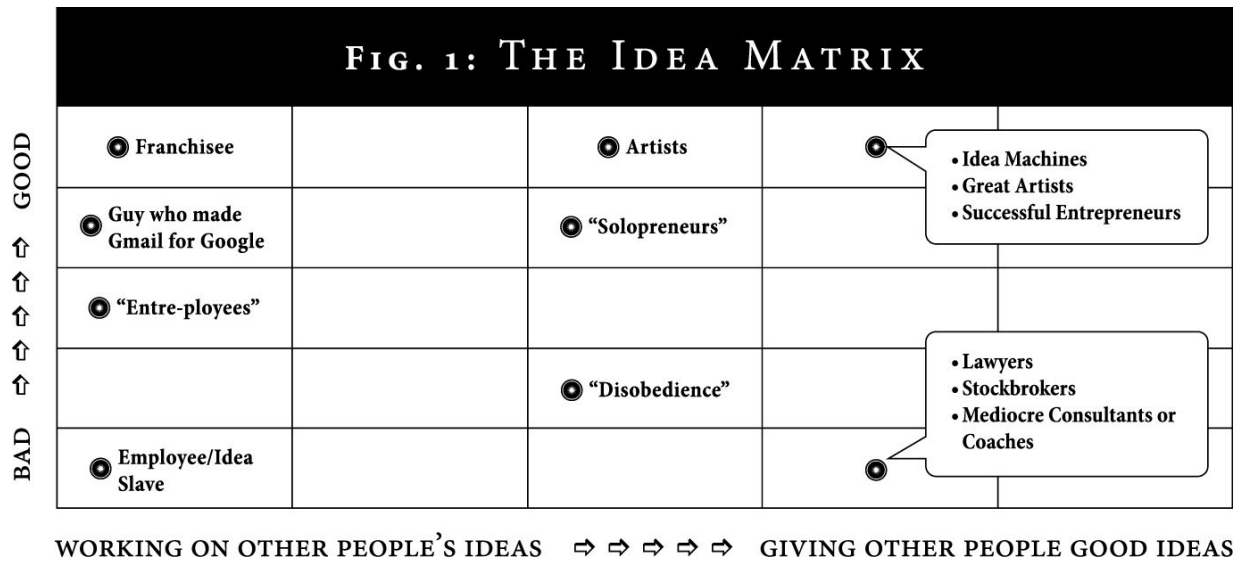 FIG. 1: THE IDEA MATRIX
GOOD
BAD
Franchisee
Artists
• Idea Machines
• Great Artists
• Successful Entrepreneurs
Guy who made
Gmail for Google
“Solopreneurs”
“Entre-ployees”
“Disobedience”
• Lawyers
• Stockbrokers
• Mediocre Consultants or
Coaches
Employee/Idea
Slave
WORKING ON OTHER PEOPLE’S IDEAS ⇨ ⇨ ⇨ ⇨ ⇨ GIVING OTHER PEOPLE GOOD IDEAS